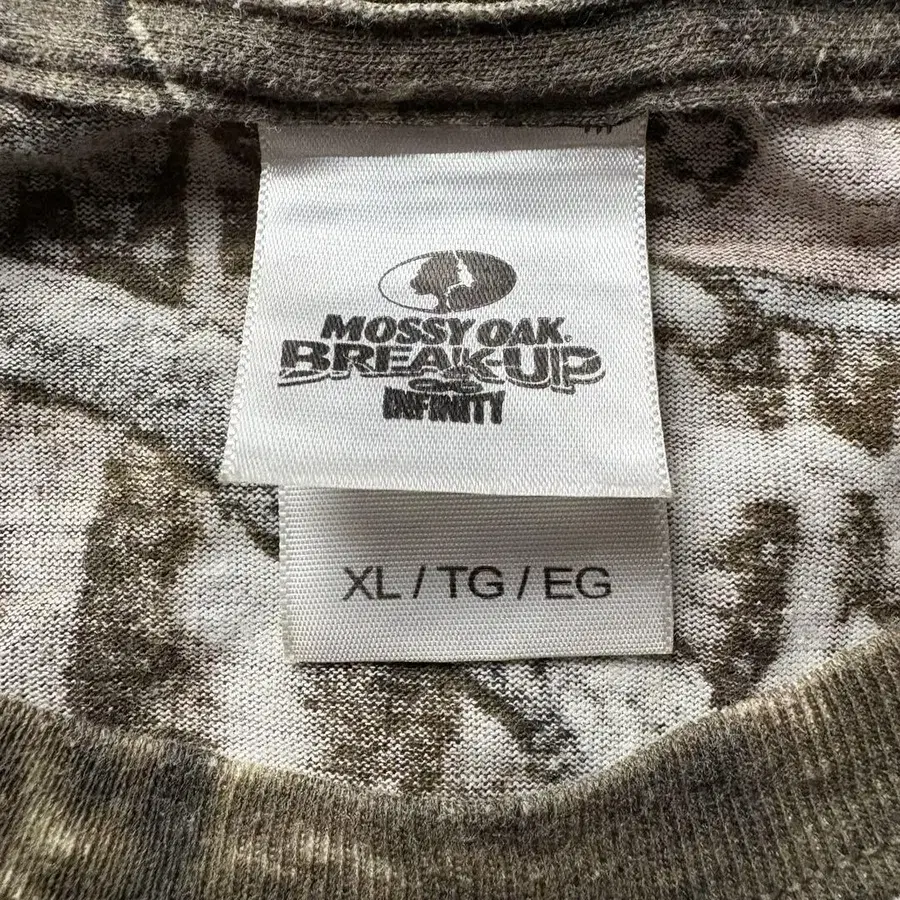 MOSSY OAK®
BREAK-UP
INFINITY
XL / TG / EG